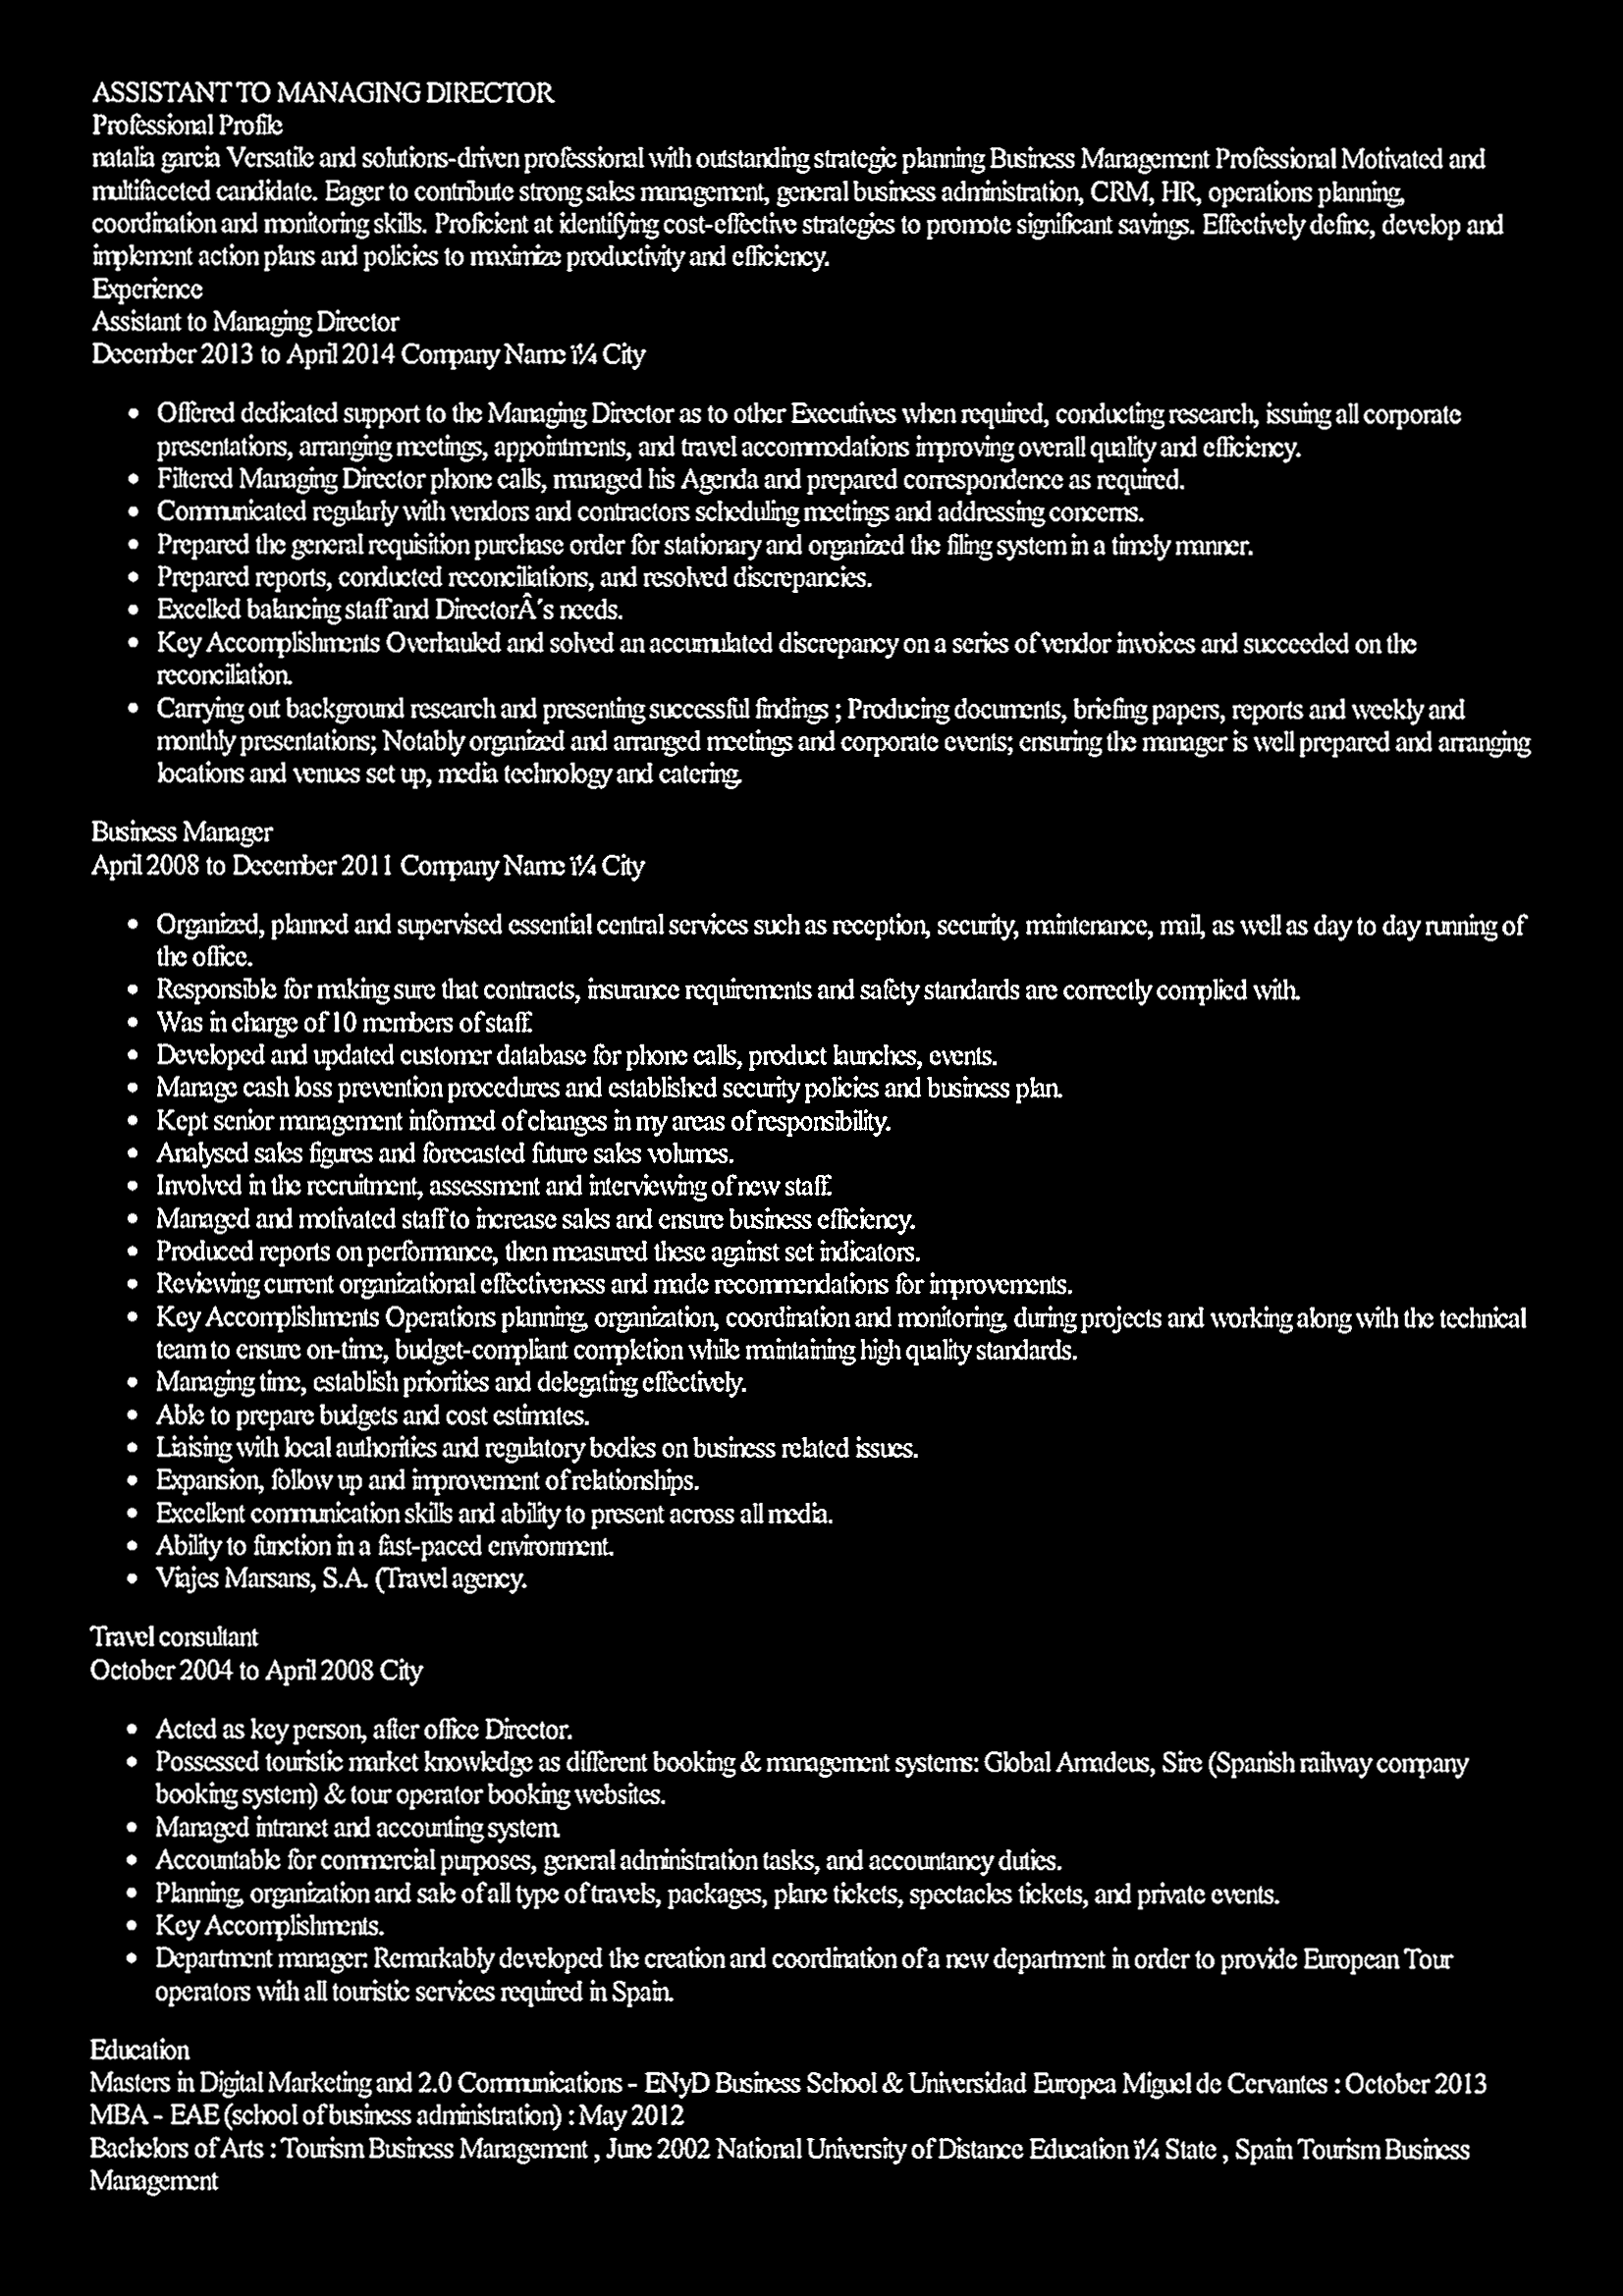 ASSISTANT TO MANAGING DIRECTOR
Professional Profile
natalia garcia Versatile and solutions-driven professional with outstanding strategic planning Business Management Professional Motivated and
multifaceted candidate. Eager to contribute strong sales management, general business administration, CRM, HR, operations planning,
coordination and monitoring skills. Proficient at identifying cost-effective strategies to promote significant savings. Effectively define, develop and
implement action plans and policies to maximize productivity and efficiency.
Experience
Assistant to Managing Director
December 2013 to April 2014 Company Name ï¼ City
• Offered dedicated support to the Managing Director as to other Executives when required, conducting research, issuing all corporate
presentations, arranging meetings, appointments, and travel accommodations improving overall quality and efficiency.
• Filtered Managing Director phone calls, managed his Agenda and prepared correspondence as required.
• Communicated regularly with vendors and contractors scheduling meetings and addressing concerns.
• Prepared the general requisition purchase order for stationary and organized the filing system in a timely manner.
• Prepared reports, conducted reconciliations, and resolved discrepancies.
• Excelled balancing staff and DirectorÂ´s needs.
• Key Accomplishments Overhauled and solved an accumulated discrepancy on a series of vendor invoices and succeeded on the
reconciliation.
• Carrying out background research and presenting successful findings ; Producing documents, briefing papers, reports and weekly and
monthly presentations; Notably organized and arranged meetings and corporate events; ensuring the manager is well prepared and arranging
locations and venues set up, media technology and catering.
Business Manager
April 2008 to December 2011 Company Name ï¼ City
• Organized, planned and supervised essential central services such as reception, security, maintenance, mail, as well as day to day running of
the office.
• Responsible for making sure that contracts, insurance requirements and safety standards are correctly complied with.
• Was in charge of 10 members of staff.
• Developed and updated customer database for phone calls, product launches, events.
• Manage cash loss prevention procedures and established security policies and business plan.
• Kept senior management informed of changes in my areas of responsibility.
• Analysed sales figures and forecasted future sales volumes.
• Involved in the recruitment, assessment and interviewing of new staff.
• Managed and motivated staff to increase sales and ensure business efficiency.
• Produced reports on performance, then measured these against set indicators.
• Reviewing current organizational effectiveness and made recommendations for improvements.
• Key Accomplishments Operations planning, organization, coordination and monitoring, during projects and working along with the technical
team to ensure on-time, budget-compliant completion while maintaining high quality standards.
• Managing time, establish priorities and delegating effectively.
• Able to prepare budgets and cost estimates.
• Liaising with local authorities and regulatory bodies on business related issues.
• Expansion, follow up and improvement of relationships.
• Excellent communication skills and ability to present across all media.
• Ability to function in a fast-paced environment.
• Viajes Marsans, S.A. (Travel agency.
Travel consultant
October 2004 to April 2008 City
• Acted as key person, after office Director.
• Possessed touristic market knowledge as different booking & management systems: Global Amadeus, Sire (Spanish railway company
booking system) & tour operator booking websites.
• Managed intranet and accounting system.
• Accountable for commercial purposes, general administration tasks, and accountancy duties.
• Planning, organization and sale of all type of travels, packages, plane tickets, spectacles tickets, and private events.
• Key Accomplishments.
• Department manager: Remarkably developed the creation and coordination of a new department in order to provide European Tour
operators with all touristic services required in Spain.
Education
Masters in Digital Marketing and 2.0 Communications - ENyD Business School & Universidad Europea Miguel de Cervantes : October 2013
MBA - EAE (school of business administration) : May 2012
Bachelors of Arts : Tourism Business Management , June 2002 National University of Distance Education ï¼ State , Spain Tourism Business
Management